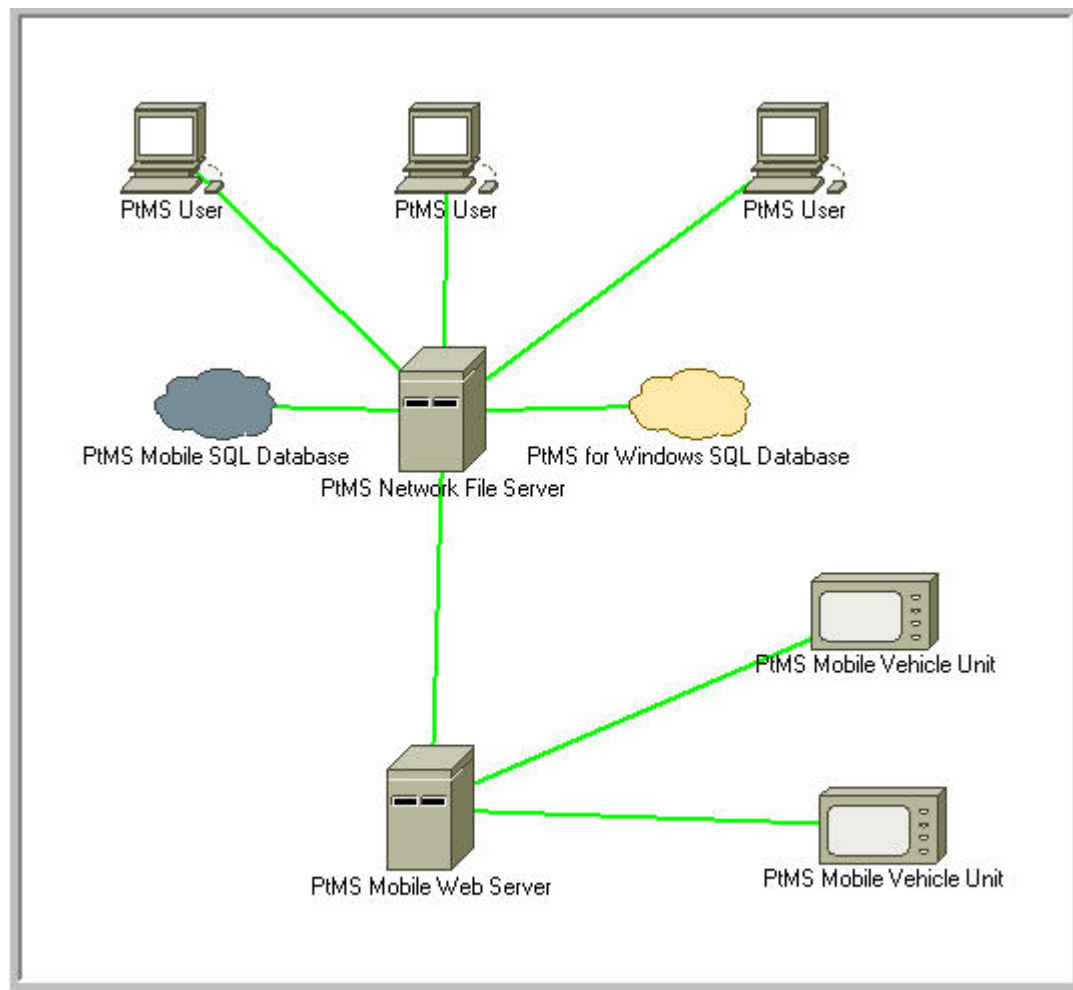 PtMS User
PtMS User
PtMS User
PtMS Mobile SQL Database
PtMS for Windows SQL Database
PtMS Network File Server
PtMS Mobile Vehicle Unit
PtMS Mobile Web Server
PtMS Mobile Vehicle Unit